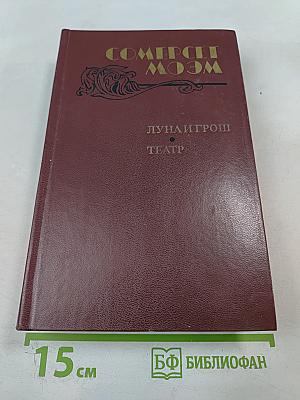 СОМЕРСЕТ
МОЭМ
ЛУНА И ГРОШ
ТЕАТР
15 см
БФ БИБЛИОФАН